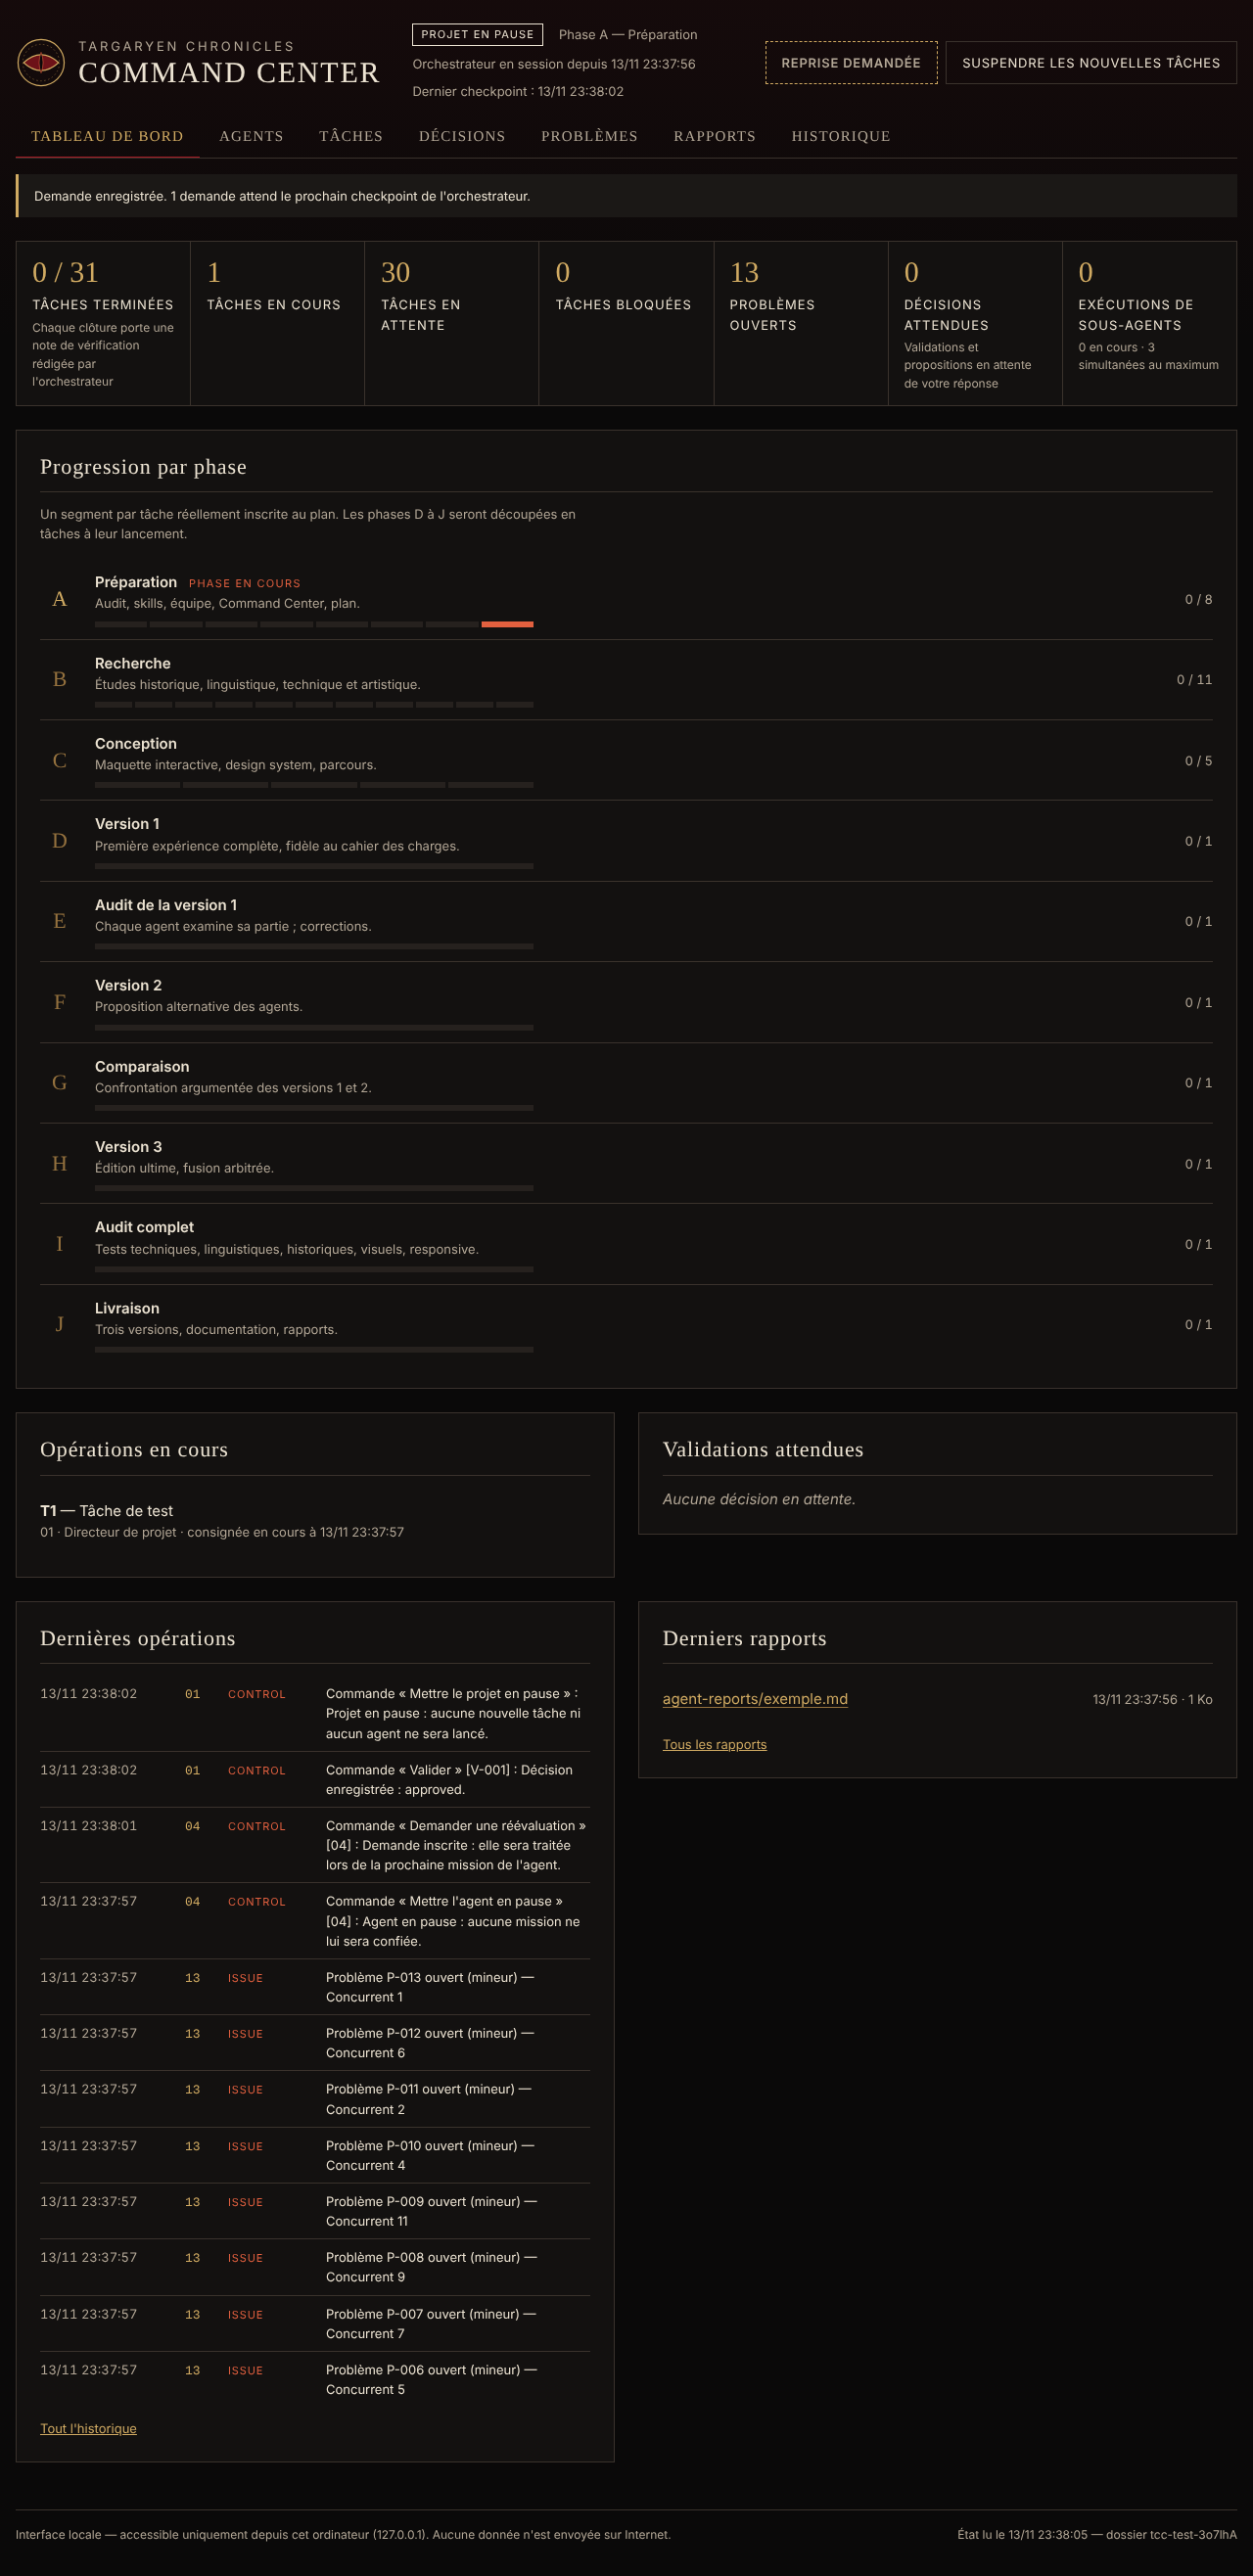 TARGARYEN CHRONICLES
COMMAND CENTER
PROJET EN PAUSE Phase A — Préparation
Orchestrateur en session depuis 13/11 23:37:56
Dernier checkpoint : 13/11 23:38:02
REPRISE DEMANDÉE
SUSPENDRE LES NOUVELLES TÂCHES
TABLEAU DE BORD AGENTS TÂCHES DÉCISIONS PROBLÈMES RAPPORTS HISTORIQUE
Demande enregistrée. 1 demande attend le prochain checkpoint de l'orchestrateur.
0 / 31
TÂCHES TERMINÉES
Chaque clôture porte une
note de vérification
rédigée par
l'orchestrateur
1
TÂCHES EN COURS
30
TÂCHES EN
ATTENTE
0
TÂCHES BLOQUÉES
13
PROBLÈMES
OUVERTS
0
DÉCISIONS
ATTENDUES
Validations et
propositions en attente
de votre réponse
0
EXÉCUTIONS DE
SOUS-AGENTS
0 en cours · 3
simultanées au maximum
Progression par phase
Un segment par tâche réellement inscrite au plan. Les phases D à J seront découpées en
tâches à leur lancement.
A
Préparation PHASE EN COURS
Audit, skills, équipe, Command Center, plan.
0 / 8
B
Recherche
Études historique, linguistique, technique et artistique.
0 / 11
C
Conception
Maquette interactive, design system, parcours.
0 / 5
D
Version 1
Première expérience complète, fidèle au cahier des charges.
0 / 1
E
Audit de la version 1
Chaque agent examine sa partie ; corrections.
0 / 1
F
Version 2
Proposition alternative des agents.
0 / 1
G
Comparaison
Confrontation argumentée des versions 1 et 2.
0 / 1
H
Version 3
Édition ultime, fusion arbitrée.
0 / 1
I
Audit complet
Tests techniques, linguistiques, historiques, visuels, responsive.
0 / 1
J
Livraison
Trois versions, documentation, rapports.
0 / 1
Opérations en cours
T1 — Tâche de test
01 · Directeur de projet · consignée en cours à 13/11 23:37:57
Validations attendues
Aucune décision en attente.
Dernières opérations
13/11 23:38:02 01 CONTROL Commande « Mettre le projet en pause » :
Projet en pause : aucune nouvelle tâche ni
aucun agent ne sera lancé.
13/11 23:38:02 01 CONTROL Commande « Valider » [V-001] : Décision
enregistrée : approved.
13/11 23:38:01 04 CONTROL Commande « Demander une réévaluation »
[04] : Demande inscrite : elle sera traitée
lors de la prochaine mission de l'agent.
13/11 23:37:57 04 CONTROL Commande « Mettre l'agent en pause »
[04] : Agent en pause : aucune mission ne
lui sera confiée.
13/11 23:37:57 13 ISSUE Problème P-013 ouvert (mineur) —
Concurrent 1
13/11 23:37:57 13 ISSUE Problème P-012 ouvert (mineur) —
Concurrent 6
13/11 23:37:57 13 ISSUE Problème P-011 ouvert (mineur) —
Concurrent 2
13/11 23:37:57 13 ISSUE Problème P-010 ouvert (mineur) —
Concurrent 4
13/11 23:37:57 13 ISSUE Problème P-009 ouvert (mineur) —
Concurrent 11
13/11 23:37:57 13 ISSUE Problème P-008 ouvert (mineur) —
Concurrent 9
13/11 23:37:57 13 ISSUE Problème P-007 ouvert (mineur) —
Concurrent 7
13/11 23:37:57 13 ISSUE Problème P-006 ouvert (mineur) —
Concurrent 5
Tout l'historique
Derniers rapports
agent-reports/exemple.md 13/11 23:37:56 · 1 Ko
Tous les rapports
Interface locale — accessible uniquement depuis cet ordinateur (127.0.0.1). Aucune donnée n'est envoyée sur Internet.
État lu le 13/11 23:38:05 — dossier tcc-test-3o7lhA